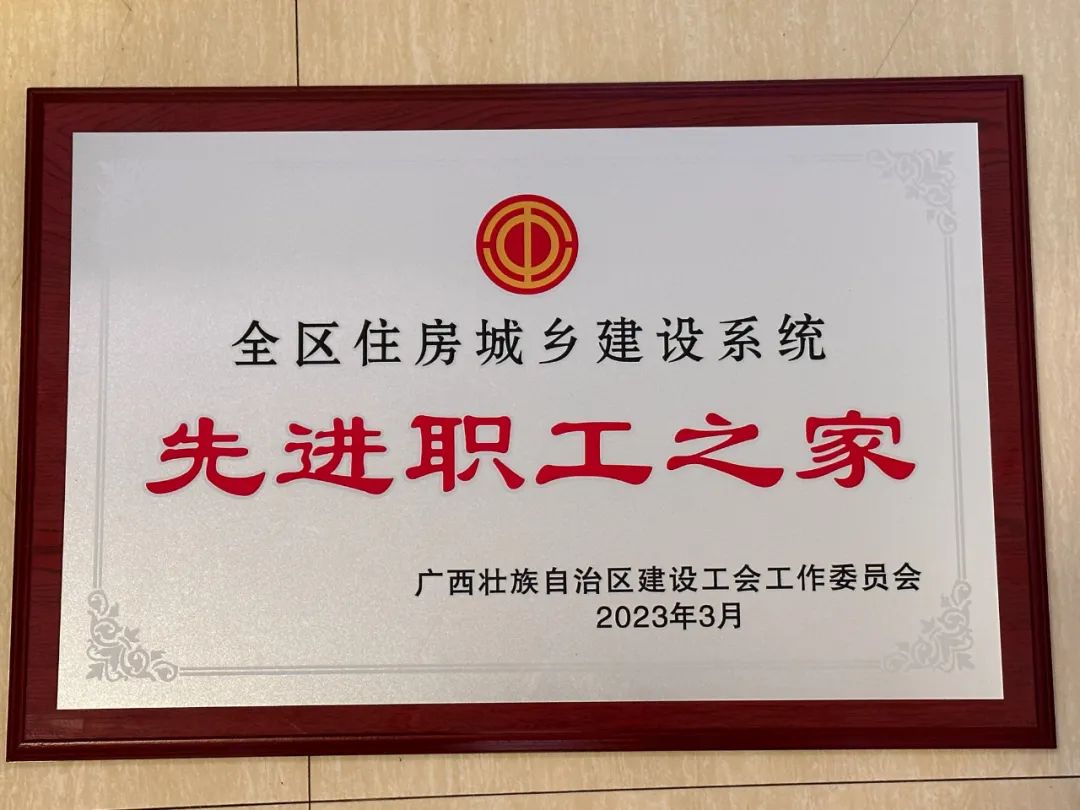 全区住房城乡建设系统
先进职工之家
广西壮族自治区建设工会工作委员会
2023年3月